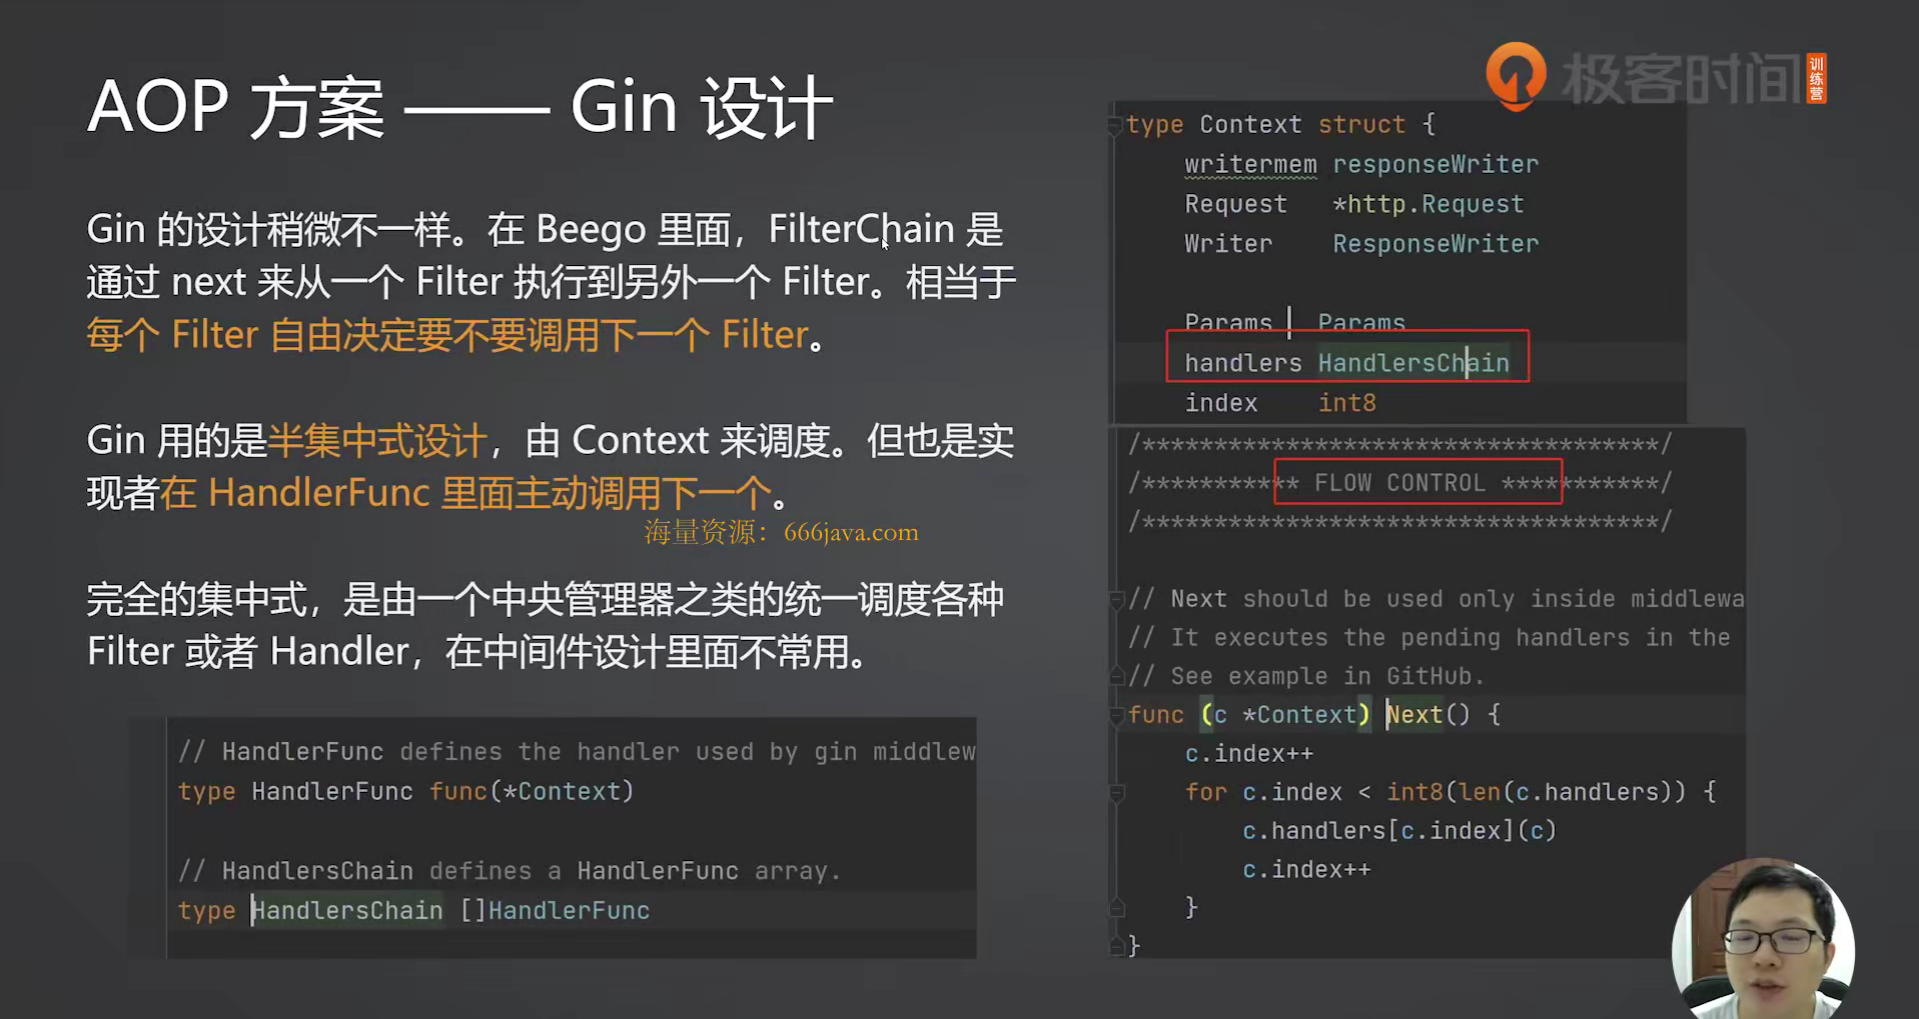 AOP 方案 —— Gin 设计
极客时间 训练营
Gin 的设计稍微不一样。在 Beego 里面，FilterChain 是
通过 next 来从一个 Filter 执行到另外一个 Filter。相当于
每个 Filter 自由决定要不要调用下一个 Filter。
Gin 用的是半集中式设计，由 Context 来调度。但也是实
现者在 HandlerFunc 里面主动调用下一个。
海量资源：666java.com
完全的集中式，是由一个中央管理器之类的统一调度各种
Filter 或者 Handler，在中间件设计里面不常用。
// HandlerFunc defines the handler used by gin middlew
type HandlerFunc func(*Context)
// HandlersChain defines a HandlerFunc array.
type HandlersChain []HandlerFunc
type Context struct {
writermem responseWriter
Request *http.Request
Writer ResponseWriter
Params Params
handlers HandlersChain
index int8
/************************************/
/*********** FLOW CONTROL ***********/
/************************************/
// Next should be used only inside middlewa
// It executes the pending handlers in the
// See example in GitHub.
func (c *Context) Next() {
c.index++
for c.index < int8(len(c.handlers)) {
c.handlers[c.index](c)
c.index++
}
}